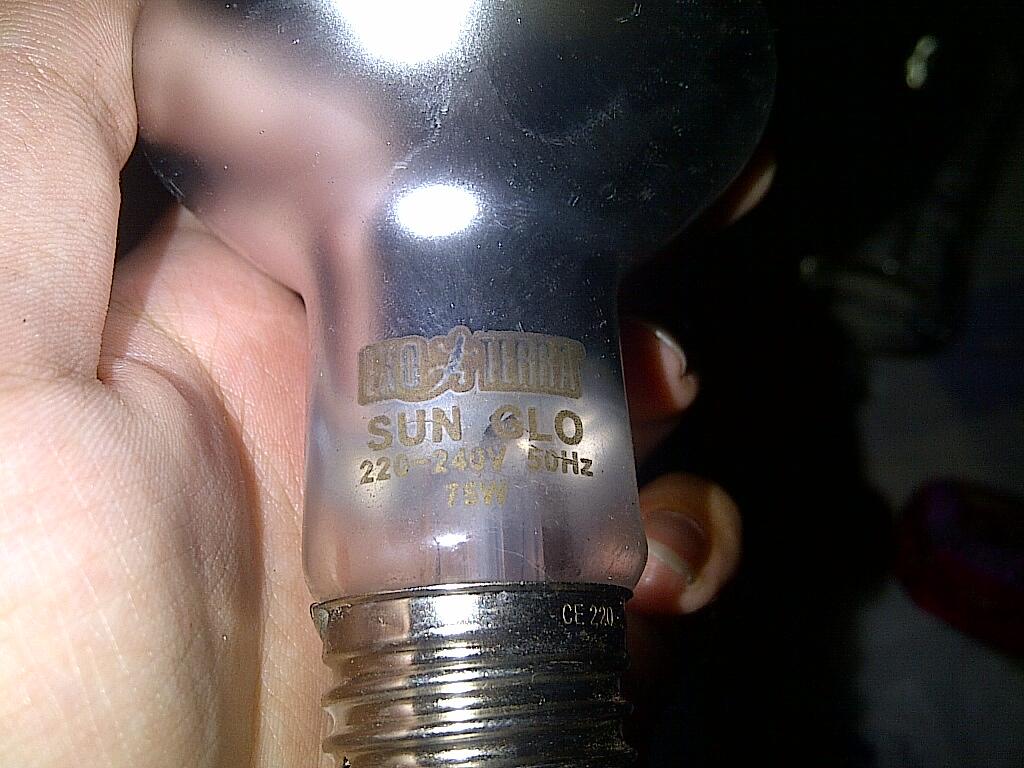 EXO TERRA
SUN GLO
220-240V 50Hz
75W
CE 220-